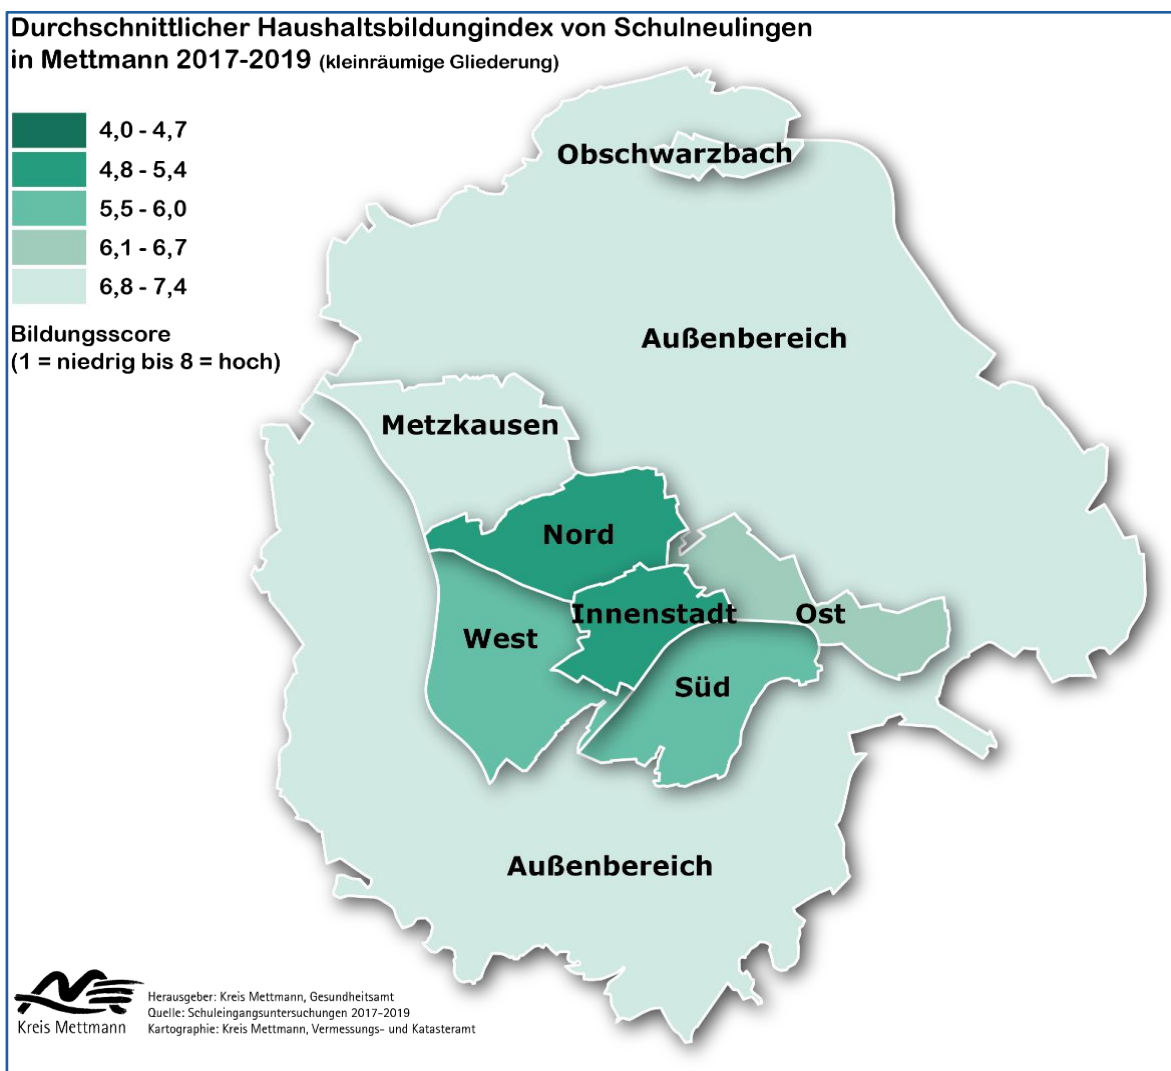 Durchschnittlicher Haushaltsbildungindex von Schulneulingen
in Mettmann 2017-2019 (kleinräumige Gliederung)
4,0 - 4,7
4,8 - 5,4
5,5 - 6,0
6,1 - 6,7
6,8 - 7,4
Bildungsscore
(1 = niedrig bis 8 = hoch)
Obschwarzbach
Außenbereich
Metzkausen
Nord
Innenstadt
Ost
West
Süd
Außenbereich
Kreis Mettmann
Herausgeber: Kreis Mettmann, Gesundheitsamt
Quelle: Schuleingangsuntersuchungen 2017-2019
Kartographie: Kreis Mettmann, Vermessungs- und Katasteramt